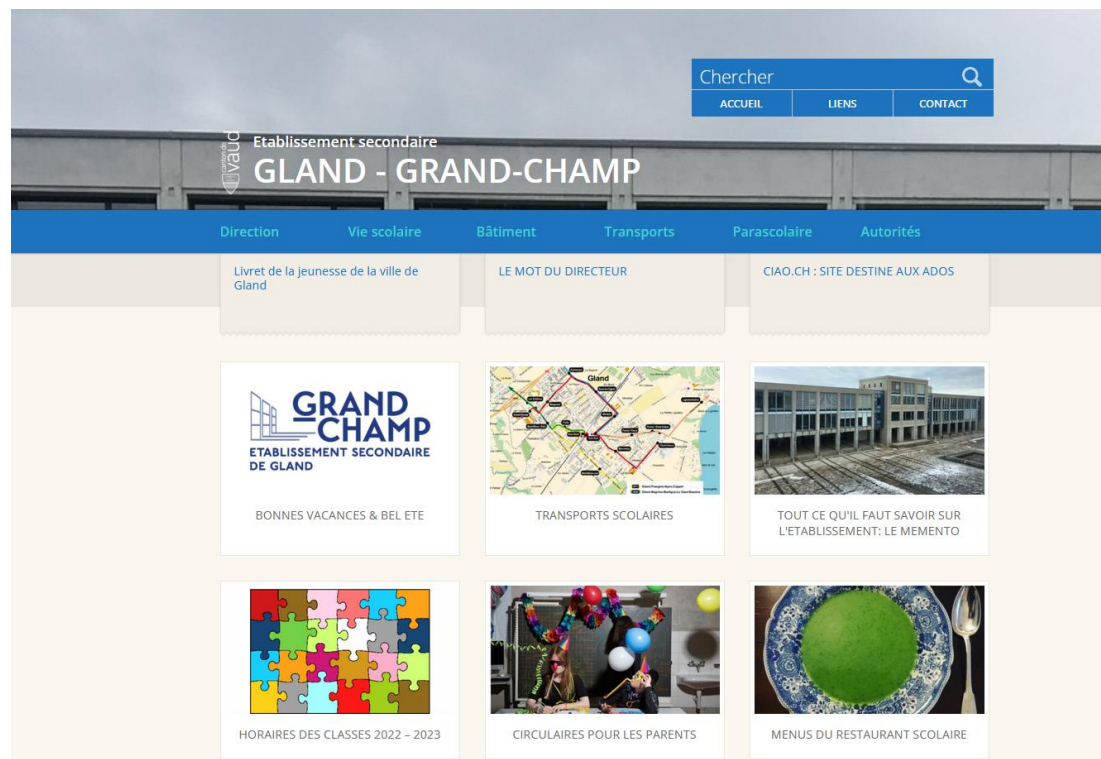 Chercher
ACCUEIL LIENS CONTACT
canton de
vaud
Etablissement secondaire
GLAND - GRAND-CHAMP
Direction Vie scolaire Bâtiment Transports Parascolaire Autorités
Livret de la jeunesse de la ville de
Gland
LE MOT DU DIRECTEUR
CIAO.CH : SITE DESTINE AUX ADOS
GRAND
CHAMP
ETABLISSEMENT SECONDAIRE
DE GLAND
BONNES VACANCES & BEL ETE
Gland
TRANSPORTS SCOLAIRES
TOUT CE QU'IL FAUT SAVOIR SUR
L'ETABLISSEMENT: LE MEMENTO
HORAIRES DES CLASSES 2022 – 2023
CIRCULAIRES POUR LES PARENTS
MENUS DU RESTAURANT SCOLAIRE